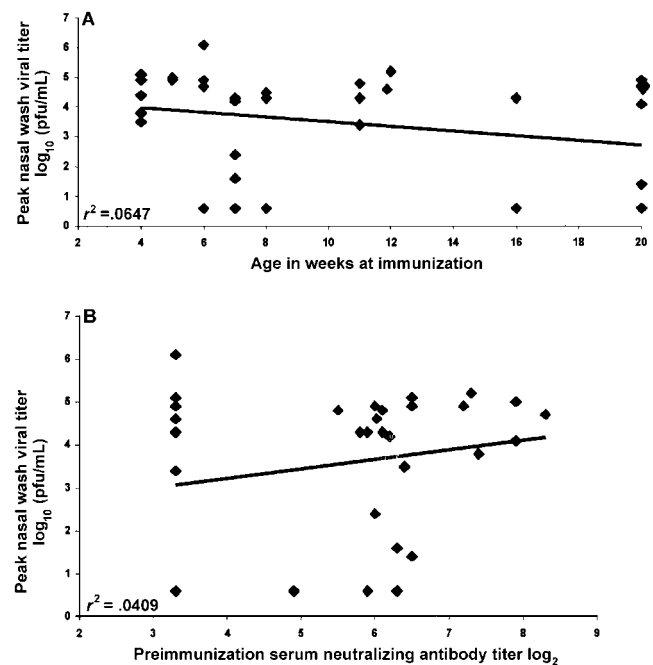 A
Peak nasal wash viral titer
log10 (pfu/mL)
7
6
5
4
3
2
1
0
r2 =.0647
2 4 6 8 10 12 14 16 18 20
Age in weeks at immunization
B
Peak nasal wash viral titer
log10 (pfu/mL)
7
6
5
4
3
2
1
0
r2 = .0409
2 3 4 5 6 7 8 9
Preimmunization serum neutralizing antibody titer log2